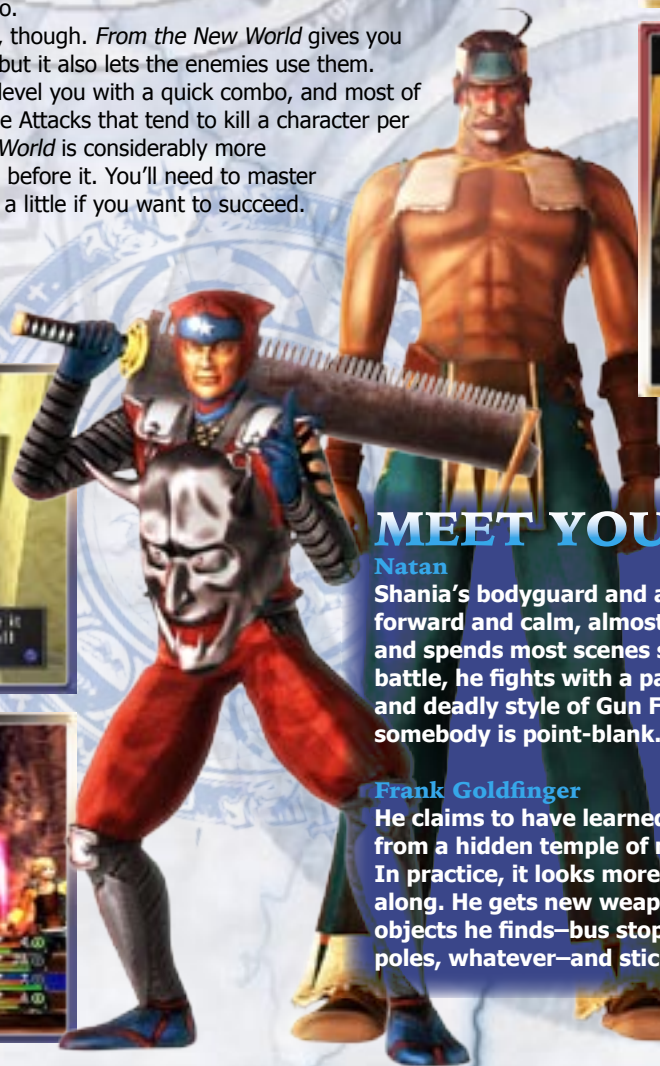 o.
, though. From the New World gives you
but it also lets the enemies use them.
level you with a quick combo, and most of
e Attacks that tend to kill a character per
World is considerably more
before it. You'll need to master
a little if you want to succeed.
MEET YOU
Natan
Shania's bodyguard and a
forward and calm, almost
and spends most scenes s
battle, he fights with a pa
and deadly style of Gun F
somebody is point-blank.
Frank Goldfinger
He claims to have learned
from a hidden temple of n
In practice, it looks more
along. He gets new weap
objects he finds—bus stop
poles, whatever—and stic